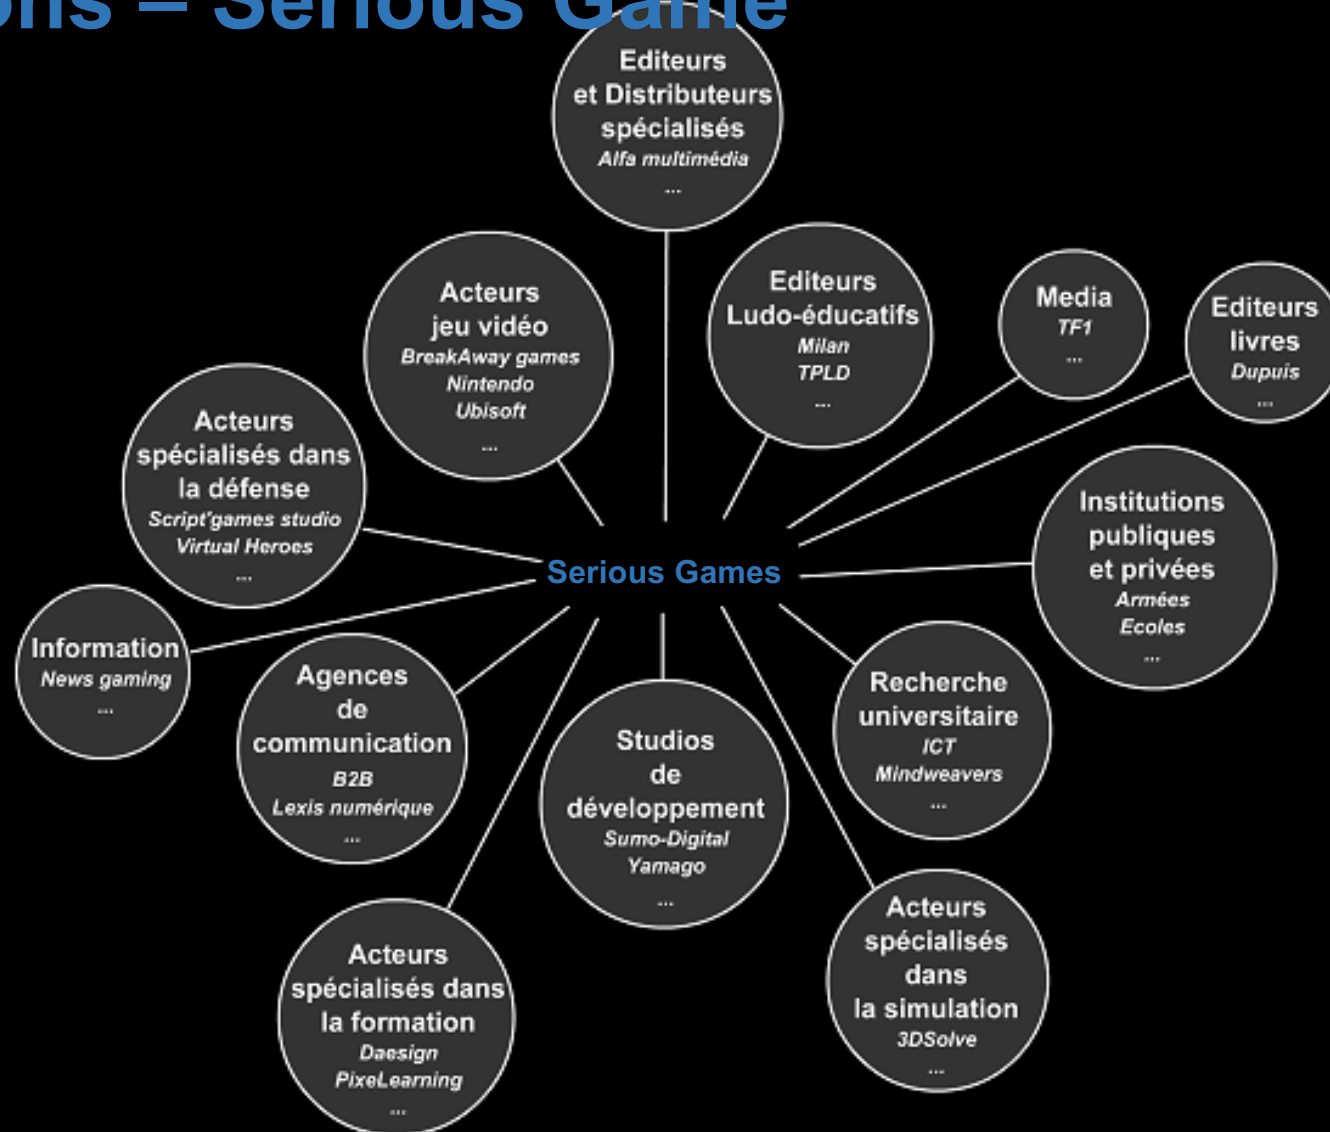 ons – Serious Game
Editeurs
et Distributeurs
spécialisés
Alfa multimédia
...
Acteurs
jeu vidéo
BreakAway games
Nintendo
Ubisoft
...
Editeurs
Ludo-éducatifs
Milan
TPLD
...
Media
TF1
...
Editeurs
livres
Dupuis
...
Acteurs
spécialisés dans
la défense
Script'games studio
Virtual Heroes
...
Serious Games
Institutions
publiques
et privées
Armées
Ecoles
...
Information
News gaming
...
Agences
de
communication
B2B
Lexis numérique
...
Studios
de
développement
Sumo-Digital
Yamago
...
Recherche
universitaire
ICT
Mindweavers
...
Acteurs
spécialisés dans
la formation
Daesign
PixeLearning
...
Acteurs
spécialisés
dans
la simulation
3DSolve
...